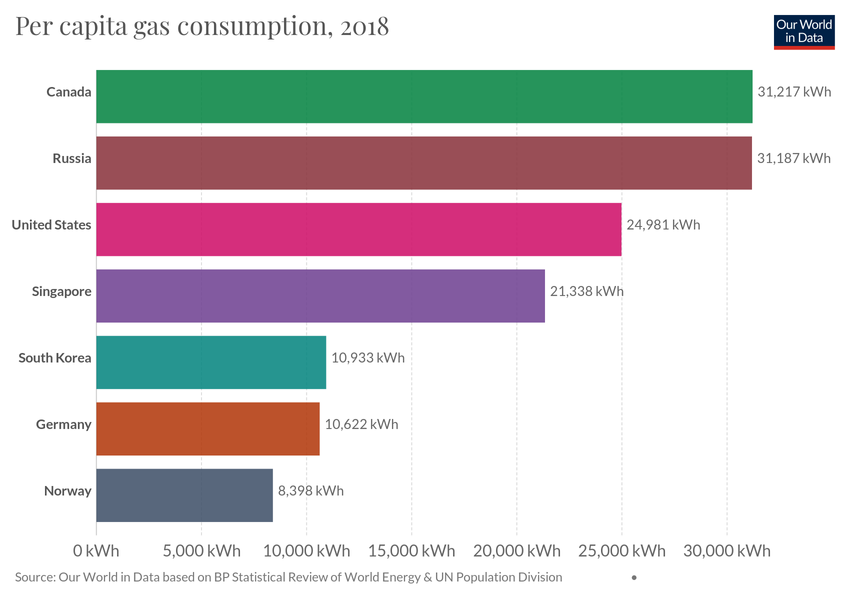 Per capita gas consumption, 2018
Our World
in Data
Canada 31,217 kWh
Russia 31,187 kWh
United States 24,981 kWh
Singapore 21,338 kWh
South Korea 10,933 kWh
Germany 10,622 kWh
Norway 8,398 kWh
0 kWh 5,000 kWh 10,000 kWh 15,000 kWh 20,000 kWh 25,000 kWh 30,000 kWh
Source: Our World in Data based on BP Statistical Review of World Energy & UN Population Division •